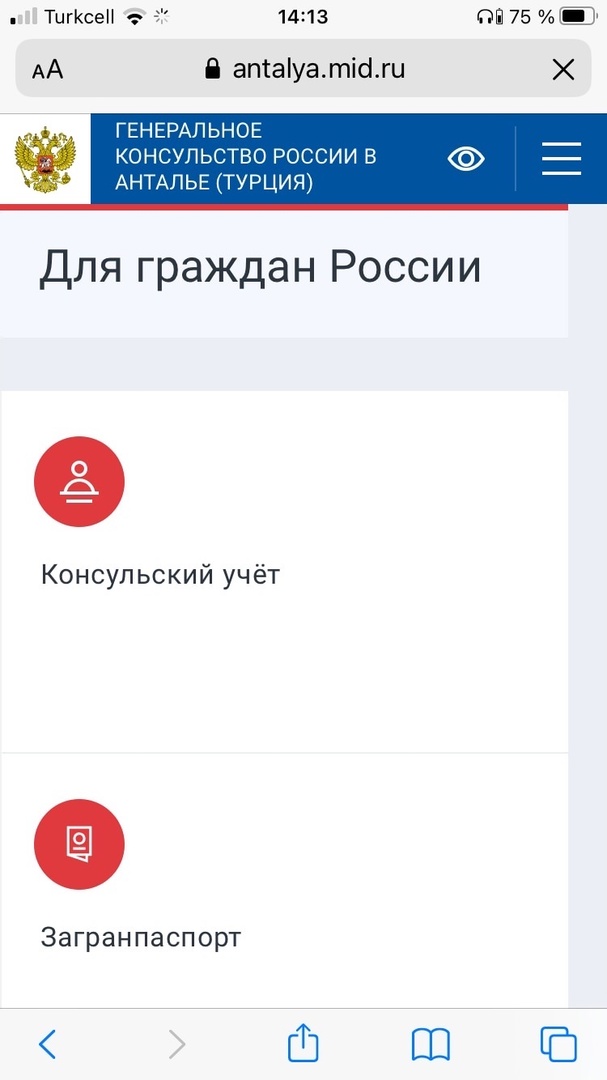 Turkcell 14:13 75 %
AA antalya.mid.ru
ГЕНЕРАЛЬНОЕ
КОНСУЛЬСТВО РОССИИ В
АНТАЛЬЕ (ТУРЦИЯ)
Для граждан России
Консульский учёт
Загранпаспорт